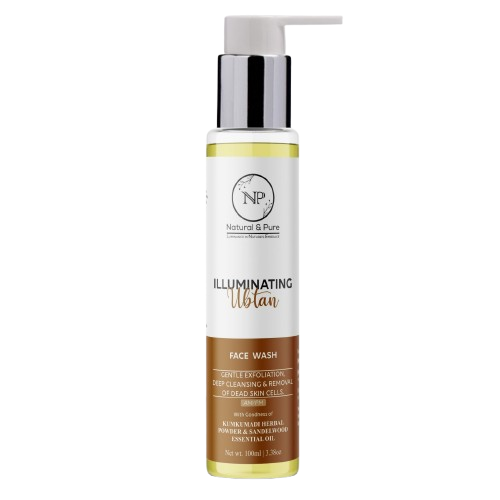 NP
Natural & Pure
ILLUMINATING
Ubtan
FACE WASH
GENTLE EXFOLIATION,
DEEP CLEANSING & REMOVAL
OF DEAD SKIN CELLS.
With Goodness of
KUMKUMADI HERBAL
POWDER & SANDALWOOD
ESSENTIAL OIL
Net wt. 100ml | 3.38oz